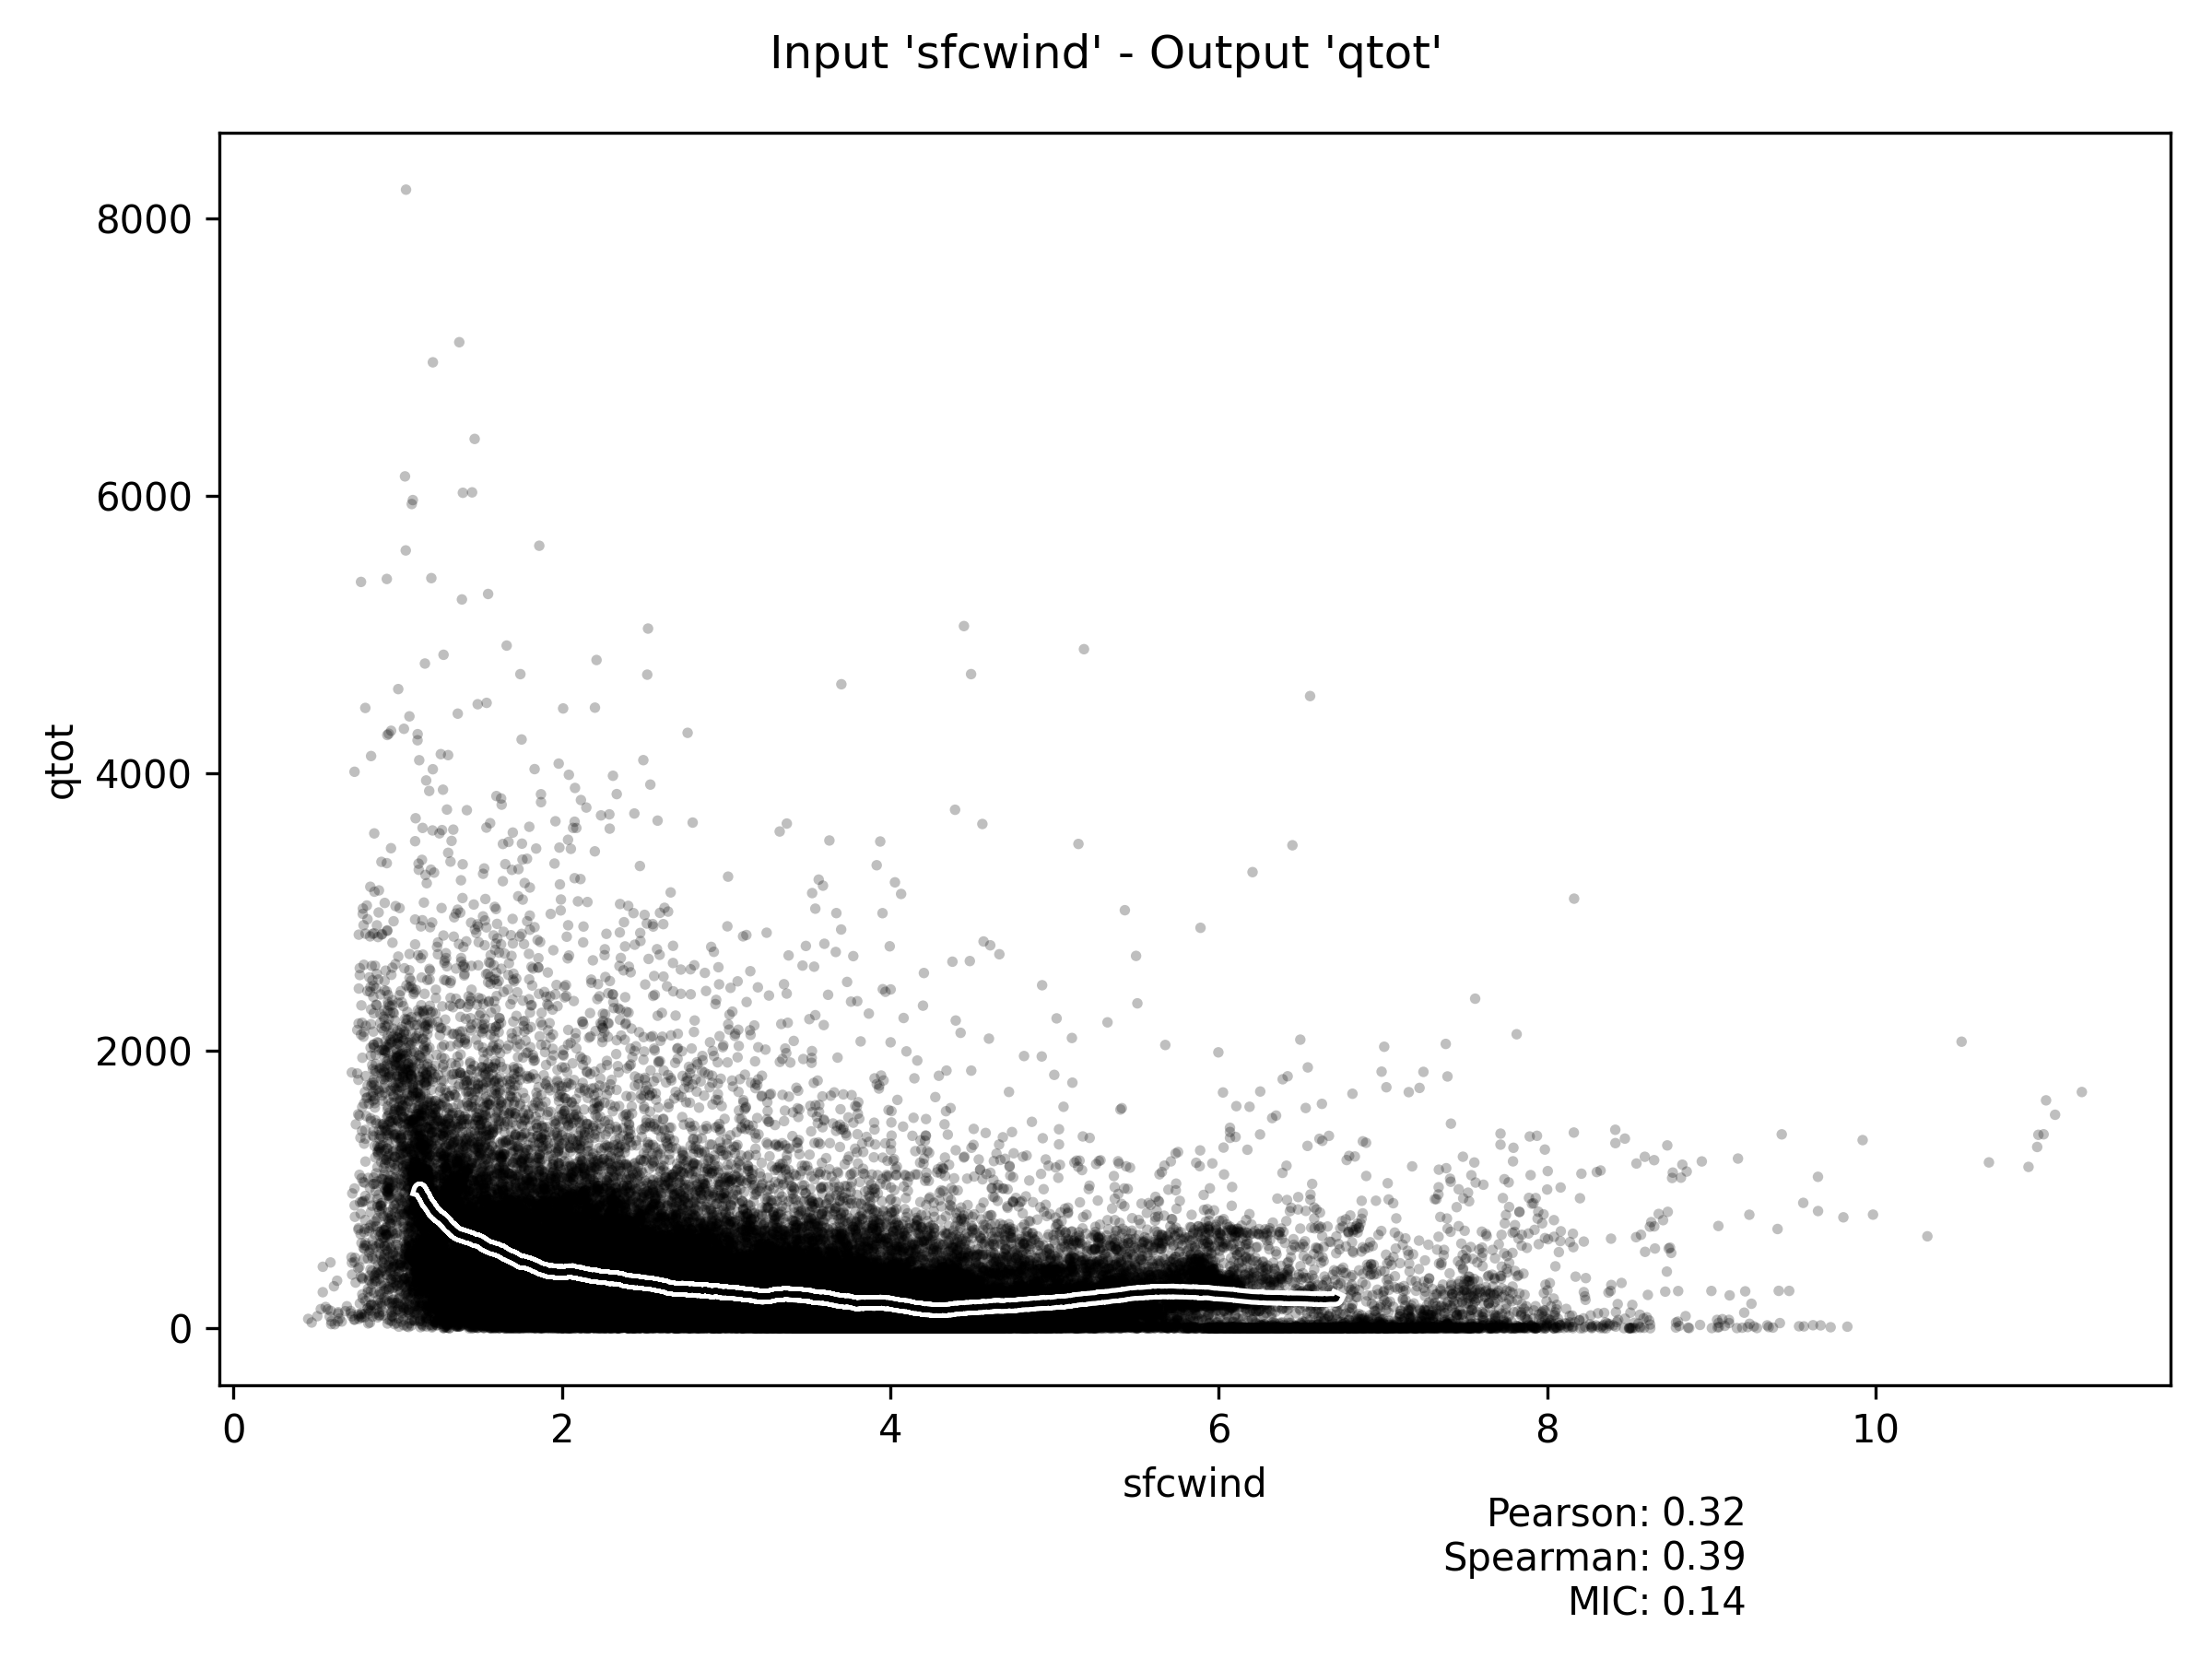 Input 'sfcwind' - Output 'qtot'
8000
6000
4000
2000
0
qtot
0 2 4 6 8 10
sfcwind
Pearson: 0.32
Spearman: 0.39
MIC: 0.14